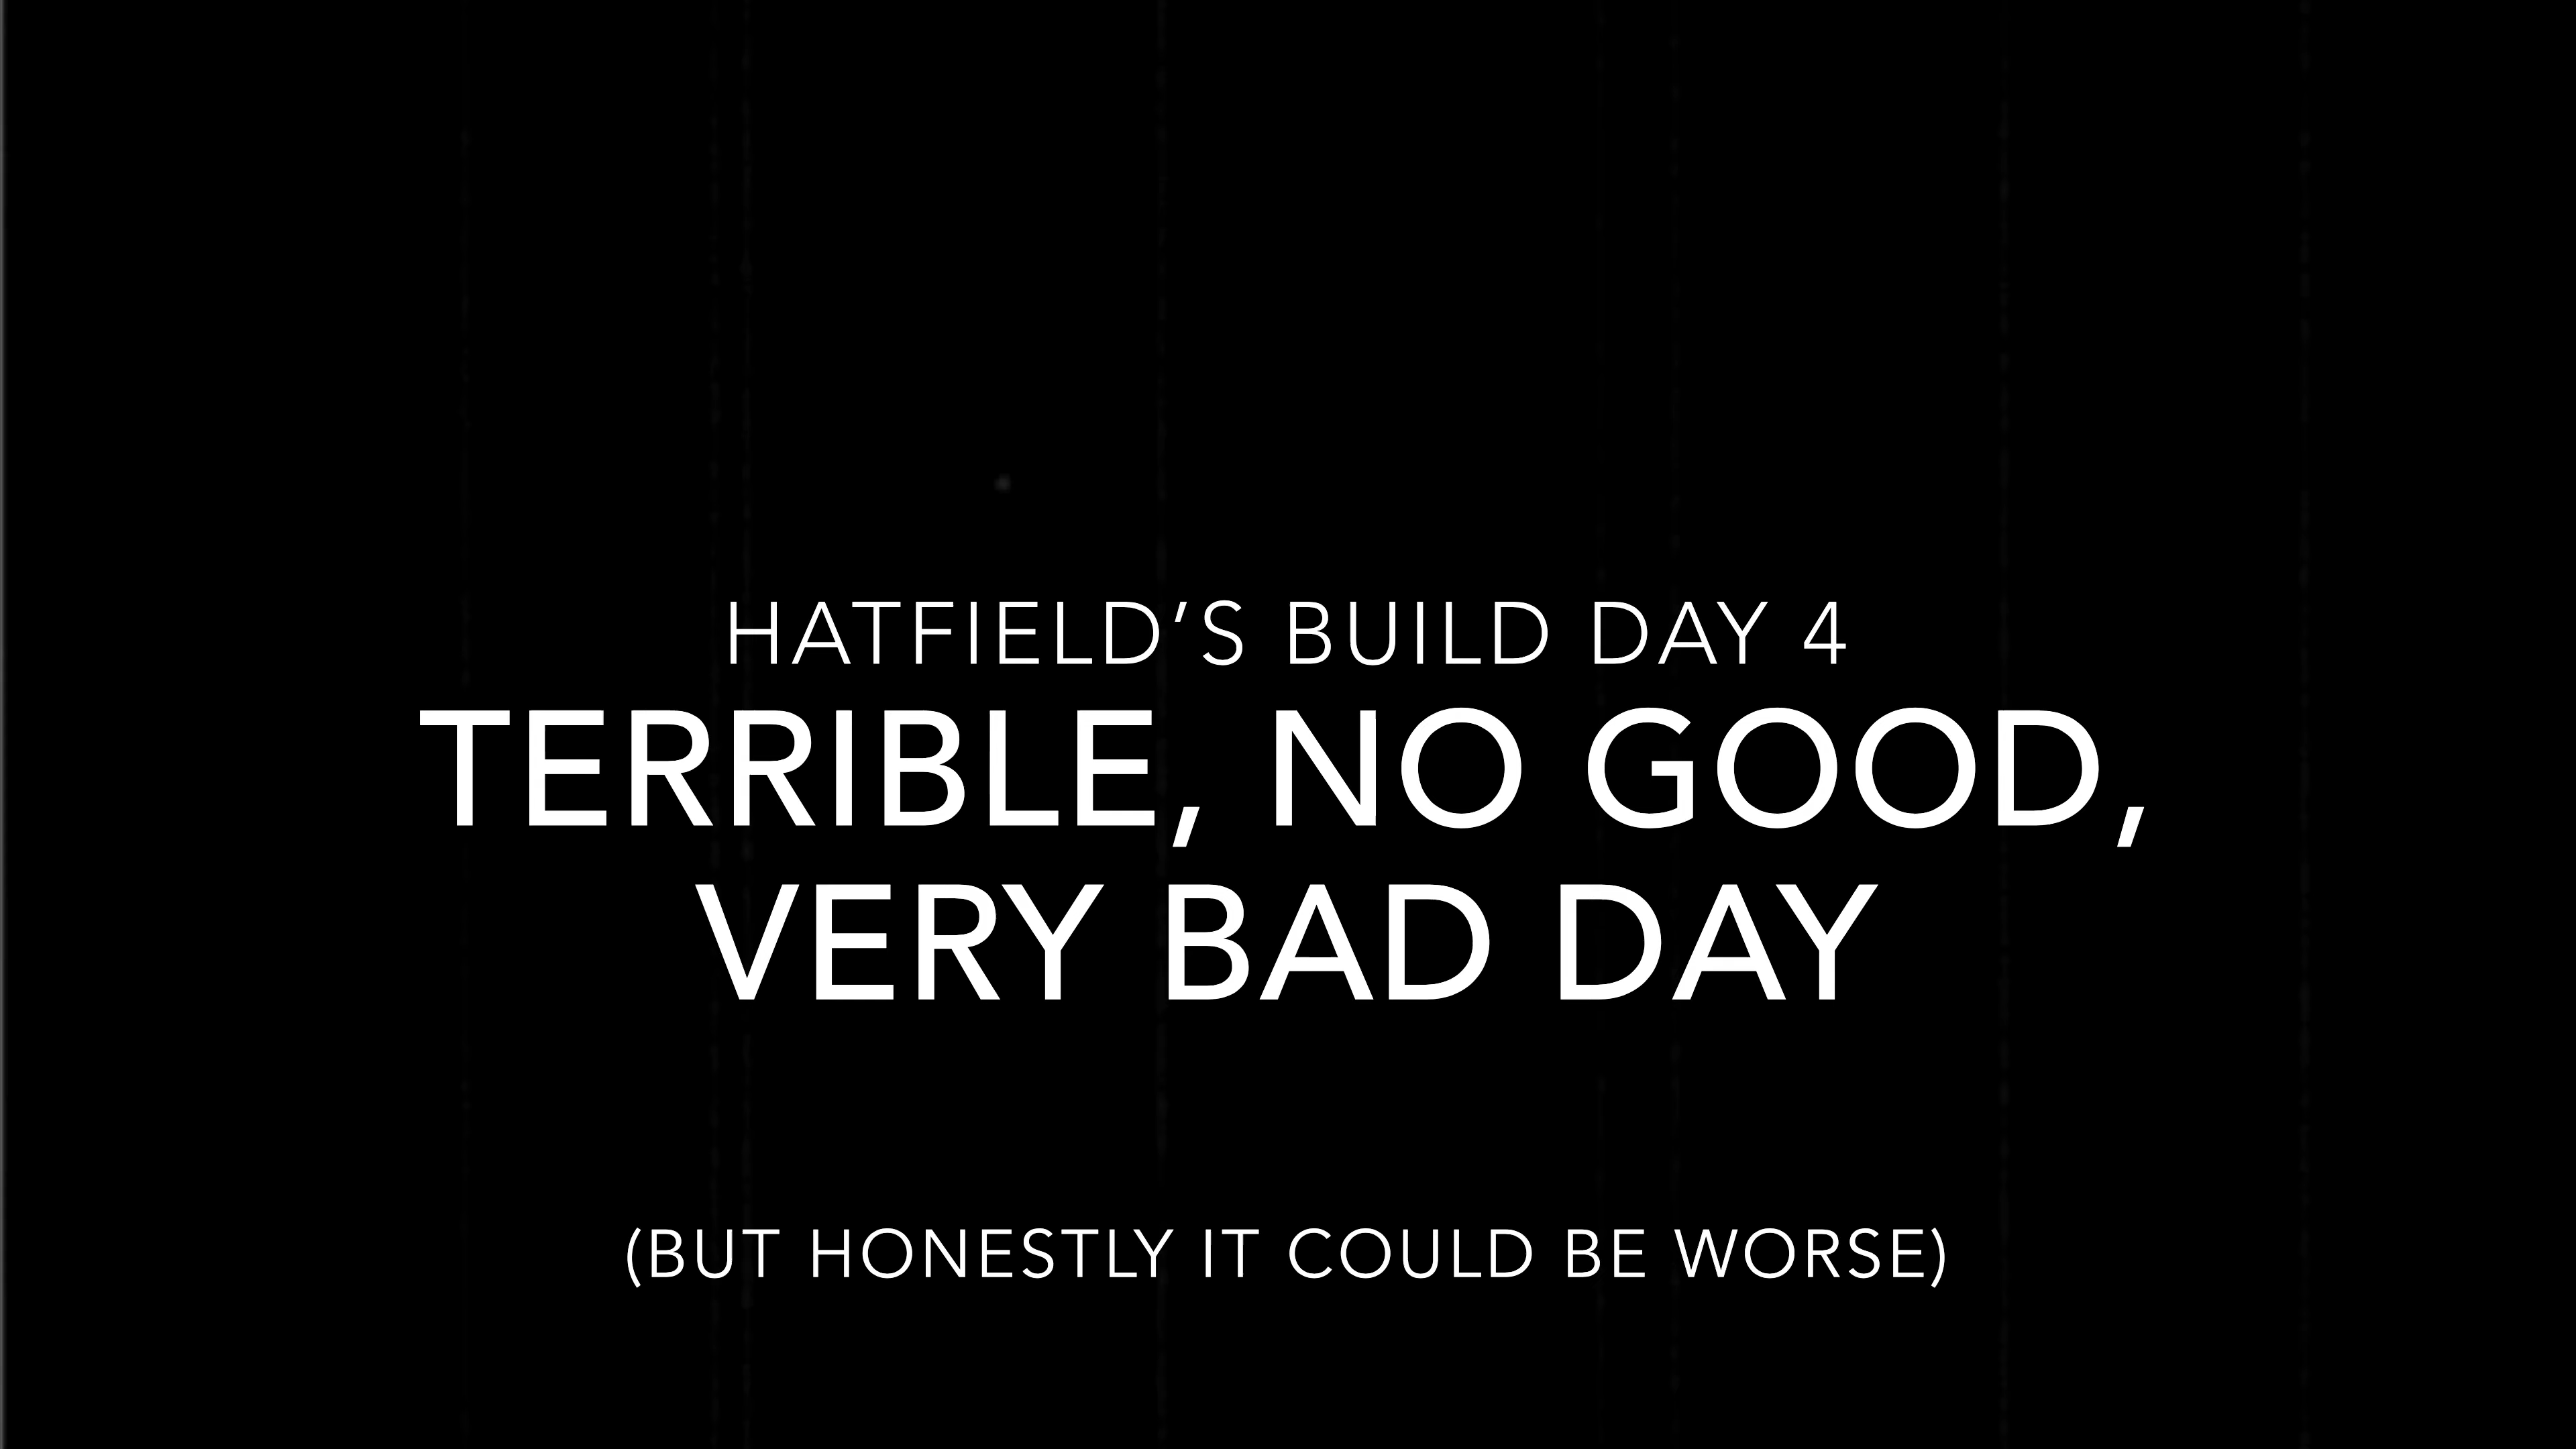 HATFIELD’S BUILD DAY 4
TERRIBLE, NO GOOD,
VERY BAD DAY
(BUT HONESTLY IT COULD BE WORSE)